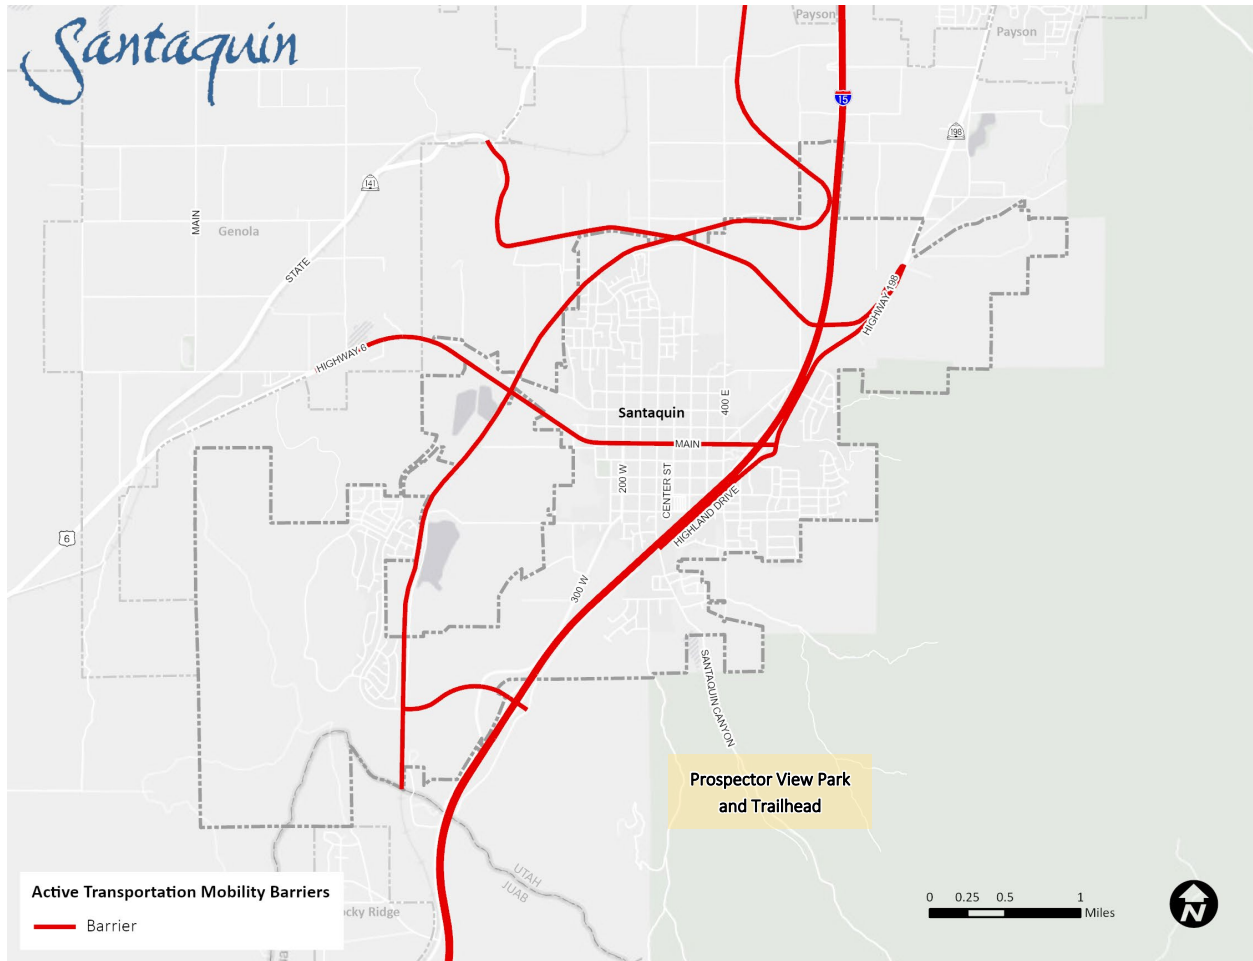 Santaquin
Payson
Payson
15
198
141
MAIN
Genola
STATE
HIGHWAY 198
HIGHWAY 6
400 E
Santaquin
MAIN
200 W
CENTER ST
HIGHLAND DRIVE
6
300 W
SANTAQUIN CANYON
Prospector View Park
and Trailhead
UTAH
JUAB
Active Transportation Mobility Barriers
Barrier
ocky Ridge
0 0.25 0.5 1
Miles
N